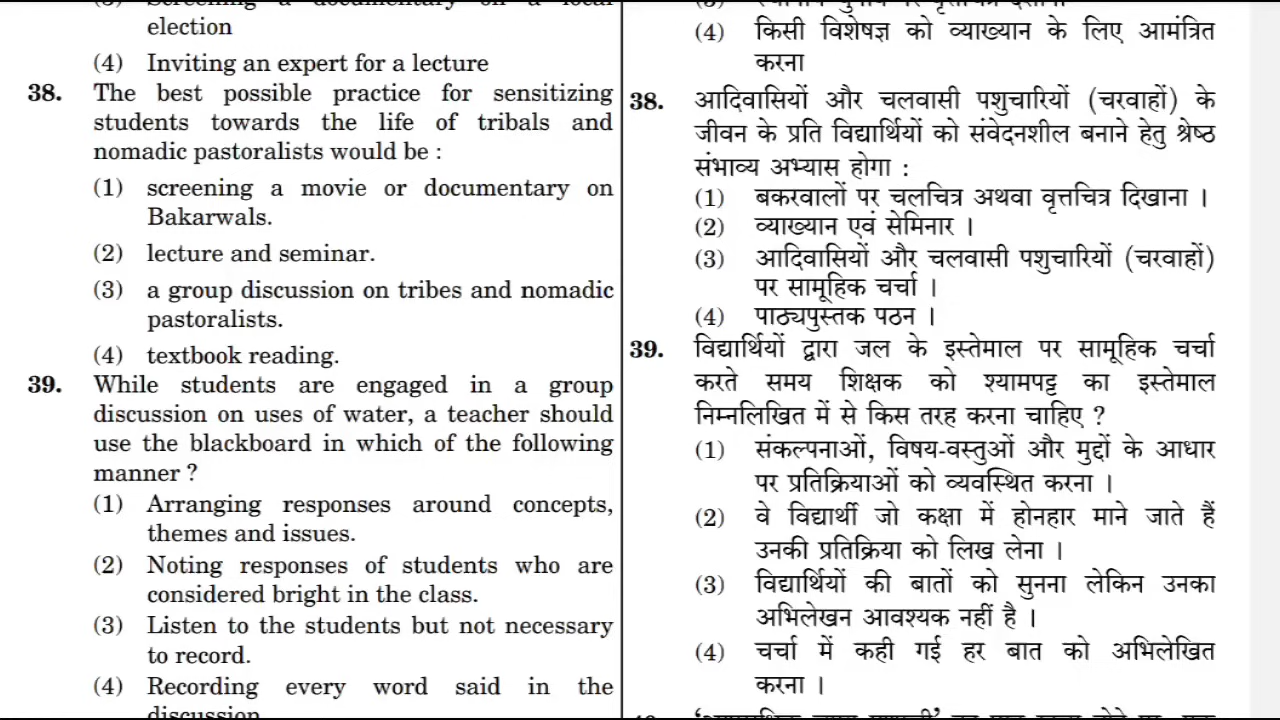 election
(4) Inviting an expert for a lecture
38. The best possible practice for sensitizing
students towards the life of tribals and
nomadic pastoralists would be :
(1) screening a movie or documentary on
Bakarwals.
(2) lecture and seminar.
(3) a group discussion on tribes and nomadic
pastoralists.
(4) textbook reading.
39. While students are engaged in a group
discussion on uses of water, a teacher should
use the blackboard in which of the following
manner ?
(1) Arranging responses around concepts,
themes and issues.
(2) Noting responses of students who are
considered bright in the class.
(3) Listen to the students but not necessary
to record.
(4) Recording every word said in the
discussion
(4) किसी विशेषज्ञ को व्याख्यान के लिए आमंत्रित
करना
38. आदिवासियों और चलवासी पशुचारियों (चरवाहों) के
जीवन के प्रति विद्यार्थियों को संवेदनशील बनाने हेतु श्रेष्ठ
संभाव्य अभ्यास होगा :
(1) बकरवालों पर चलचित्र अथवा वृत्तचित्र दिखाना ।
(2) व्याख्यान एवं सेमिनार ।
(3) आदिवासियों और चलवासी पशुचारियों (चरवाहों)
पर सामूहिक चर्चा ।
(4) पाठ्यपुस्तक पठन ।
39. विद्यार्थियों द्वारा जल के इस्तेमाल पर सामूहिक चर्चा
करते समय शिक्षक को श्यामपट्ट का इस्तेमाल
निम्नलिखित में से किस तरह करना चाहिए ?
(1) संकल्पनाओं, विषय-वस्तुओं और मुद्दों के आधार
पर प्रतिक्रियाओं को व्यवस्थित करना ।
(2) वे विद्यार्थी जो कक्षा में होनहार माने जाते हैं
उनकी प्रतिक्रिया को लिख लेना ।
(3) विद्यार्थियों की बातों को सुनना लेकिन उनका
अभिलेखन आवश्यक नहीं है ।
(4) चर्चा में कही गई हर बात को अभिलेखित
करना ।